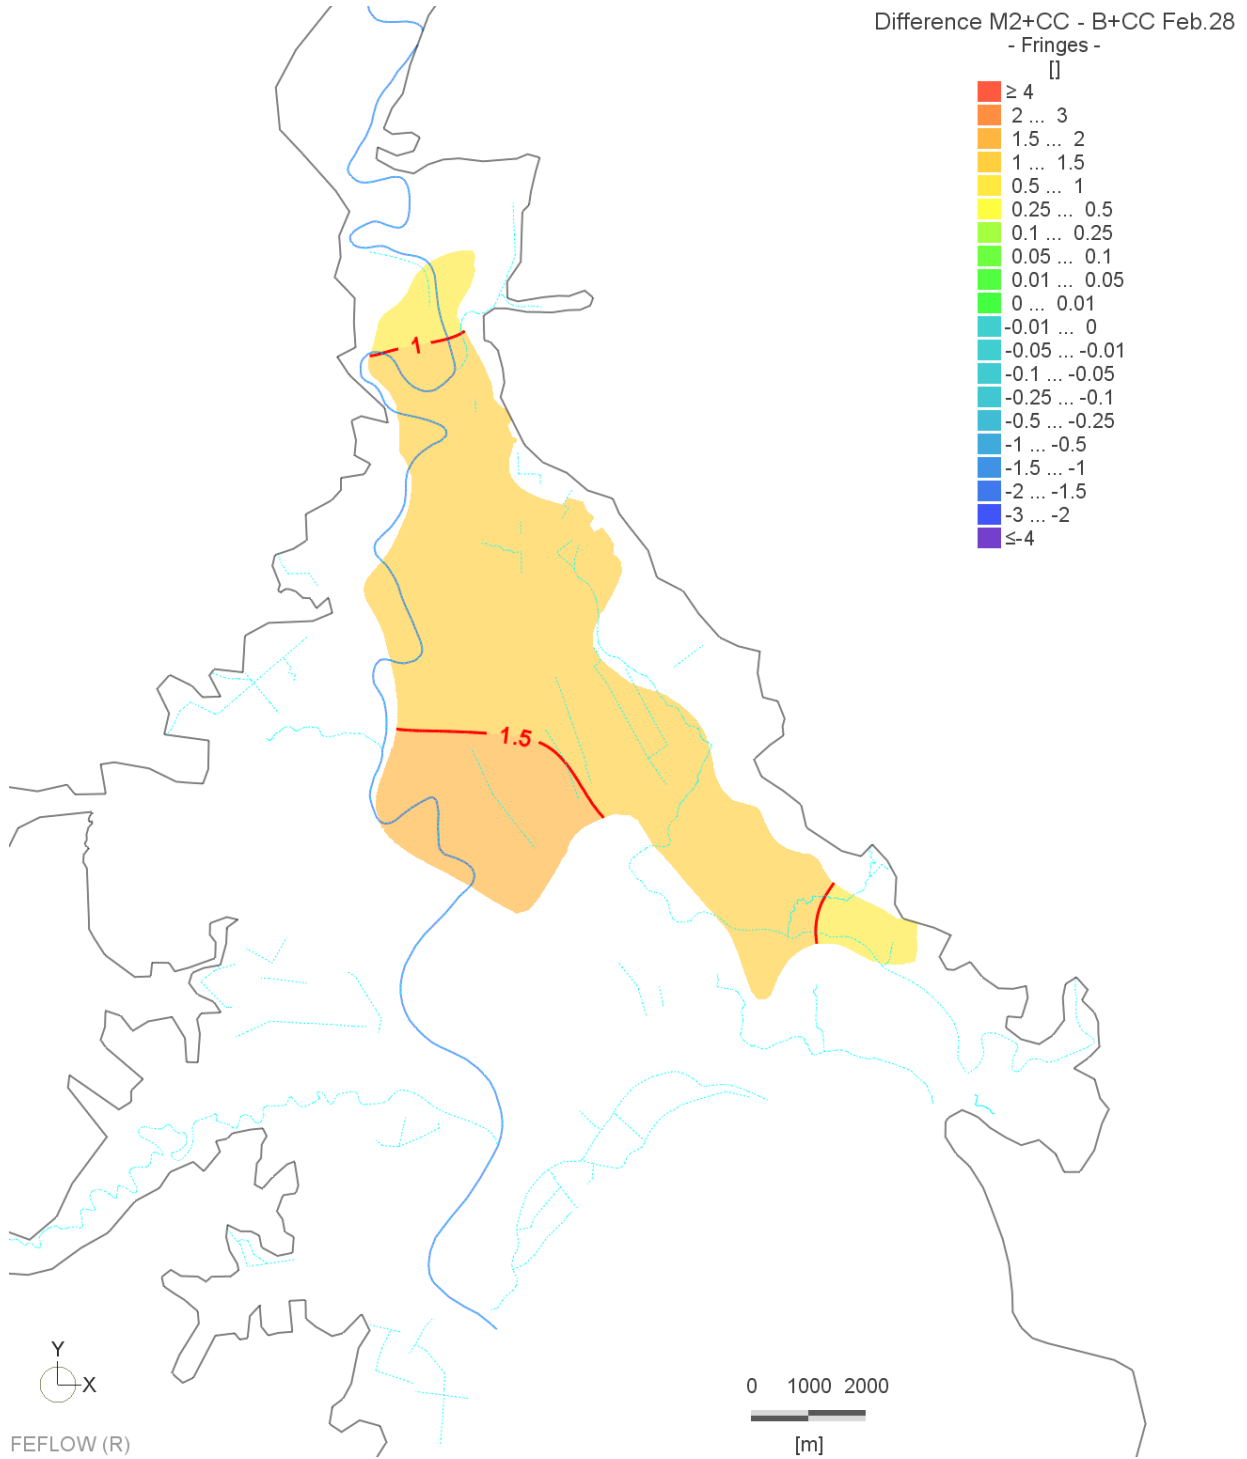 Difference M2+CC - B+CC Feb.28
- Fringes -
[]
≥ 4
2 ... 3
1.5 ... 2
1 ... 1.5
0.5 ... 1
0.25 ... 0.5
0.1 ... 0.25
0.05 ... 0.1
0.01 ... 0.05
0 ... 0.01
-0.01 ... 0
-0.05 ... -0.01
-0.1 ... -0.05
-0.25 ... -0.1
-0.5 ... -0.25
-1 ... -0.5
-1.5 ... -1
-2 ... -1.5
-3 ... -2
≤-4
1
1.5
Y
X
0 1000 2000
[m]
FEFLOW (R)